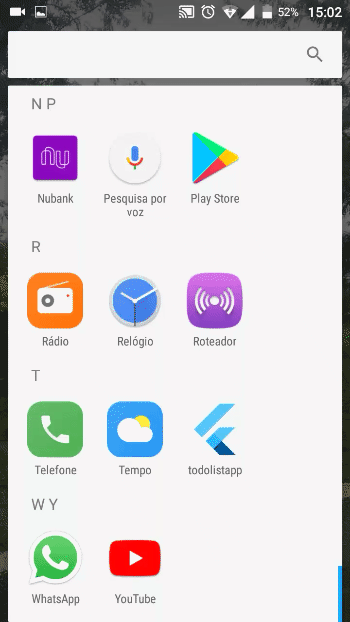 52% 15:02
N P
nu
Nubank
Pesquisa por
voz
Play Store
R
Rádio
Relógio
Roteador
T
Telefone
Tempo
todolistapp
W Y
WhatsApp
YouTube